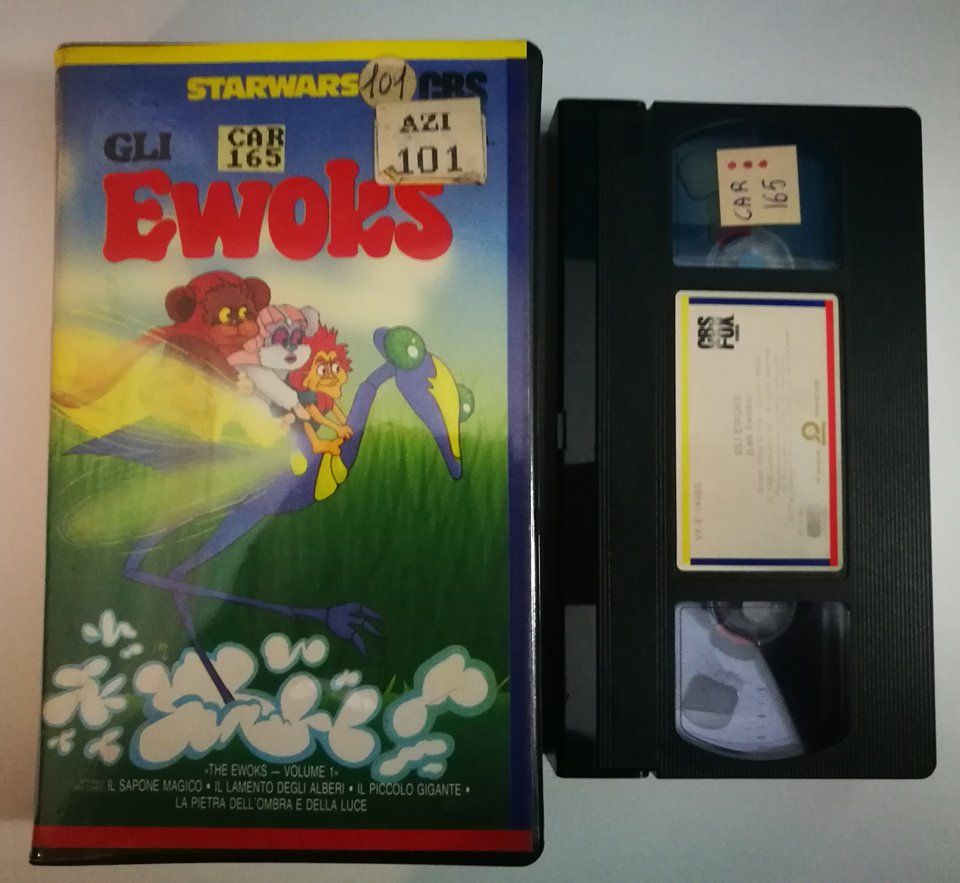 STARWARS 101 CBS
AZI
101
CAR
165
GLI
EWOKS
«THE EWOKS — VOLUME 1»
IL SAPONE MAGICO • IL LAMENTO DEGLI ALBERI • IL PICCOLO GIGANTE •
LA PIETRA DELL'OMBRA E DELLA LUCE
CAR
165
CBS
FOX
GLI EWOKS